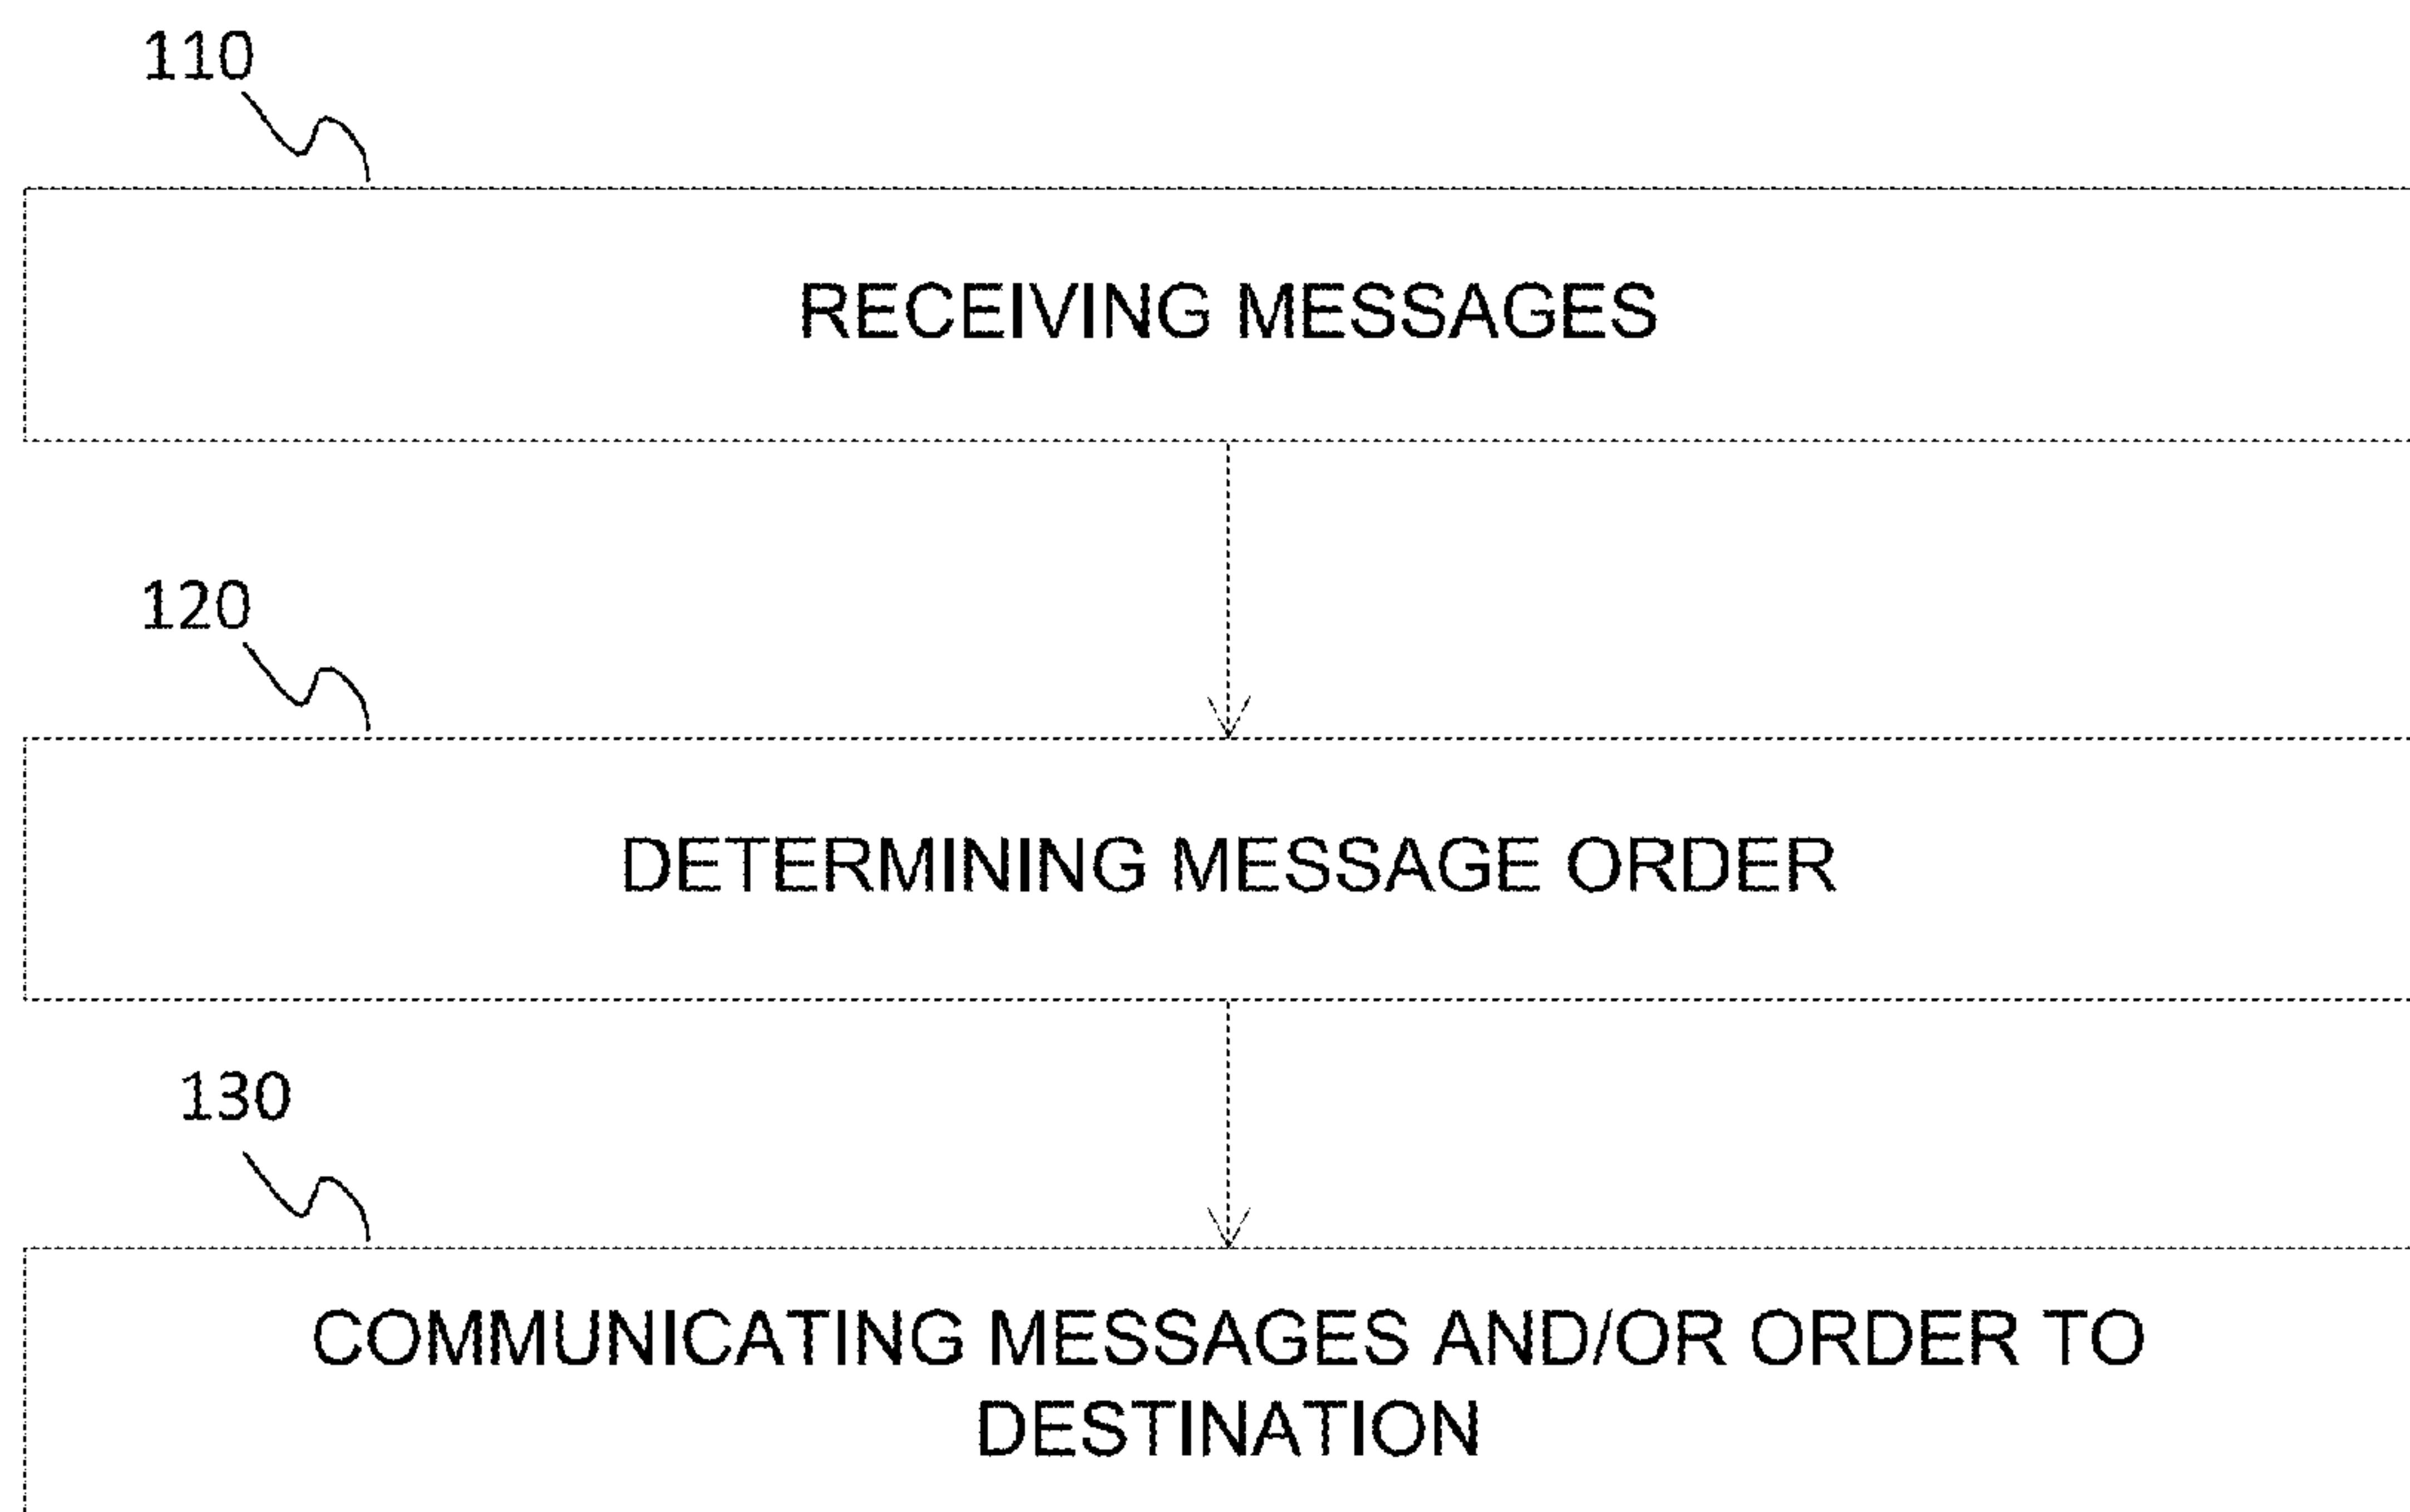 110
RECEIVING MESSAGES
120
DETERMINING MESSAGE ORDER
130
COMMUNICATING MESSAGES AND/OR ORDER TO
DESTINATION